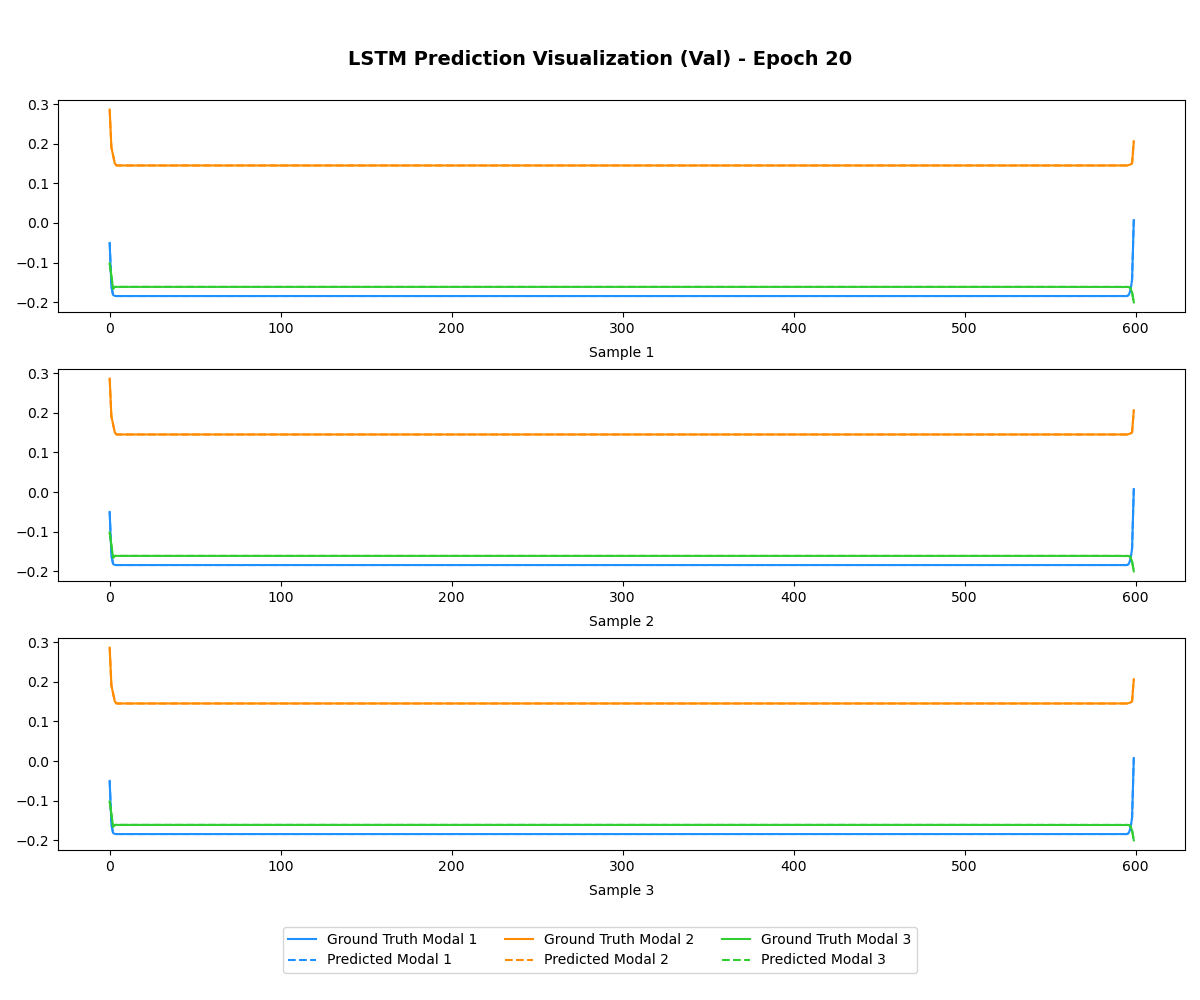 LSTM Prediction Visualization (Val) - Epoch 20
0.3
0.2
0.1
0.0
−0.1
−0.2
0 100 200 300 400 500 600
Sample 1
0.3
0.2
0.1
0.0
−0.1
−0.2
0 100 200 300 400 500 600
Sample 2
0.3
0.2
0.1
0.0
−0.1
−0.2
0 100 200 300 400 500 600
Sample 3
Ground Truth Modal 1 Ground Truth Modal 2 Ground Truth Modal 3
Predicted Modal 1 Predicted Modal 2 Predicted Modal 3